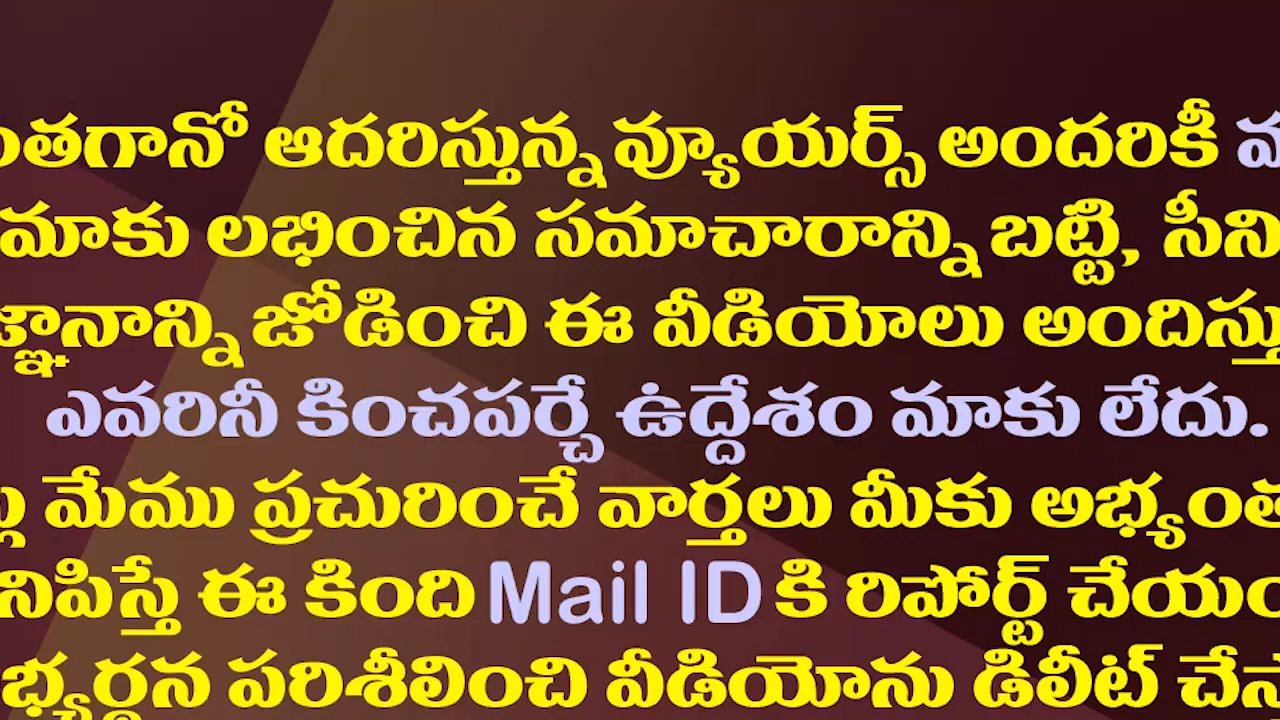 ఆదరిస్తున్న వ్యూయర్స్ అందరికీ
మాకు లభించిన సమాచారాన్ని బట్టి, సీని
జోడించి ఈ వీడియోలు
ఎవరినీ కించపర్చే ఉద్దేశం మాకు లేదు.
మేము ప్రచురించే వార్తలు మీకు
ఈ కింది Mail ID కి రిపోర్ట్
పరిశీలించి వీడియోను డిలీట్